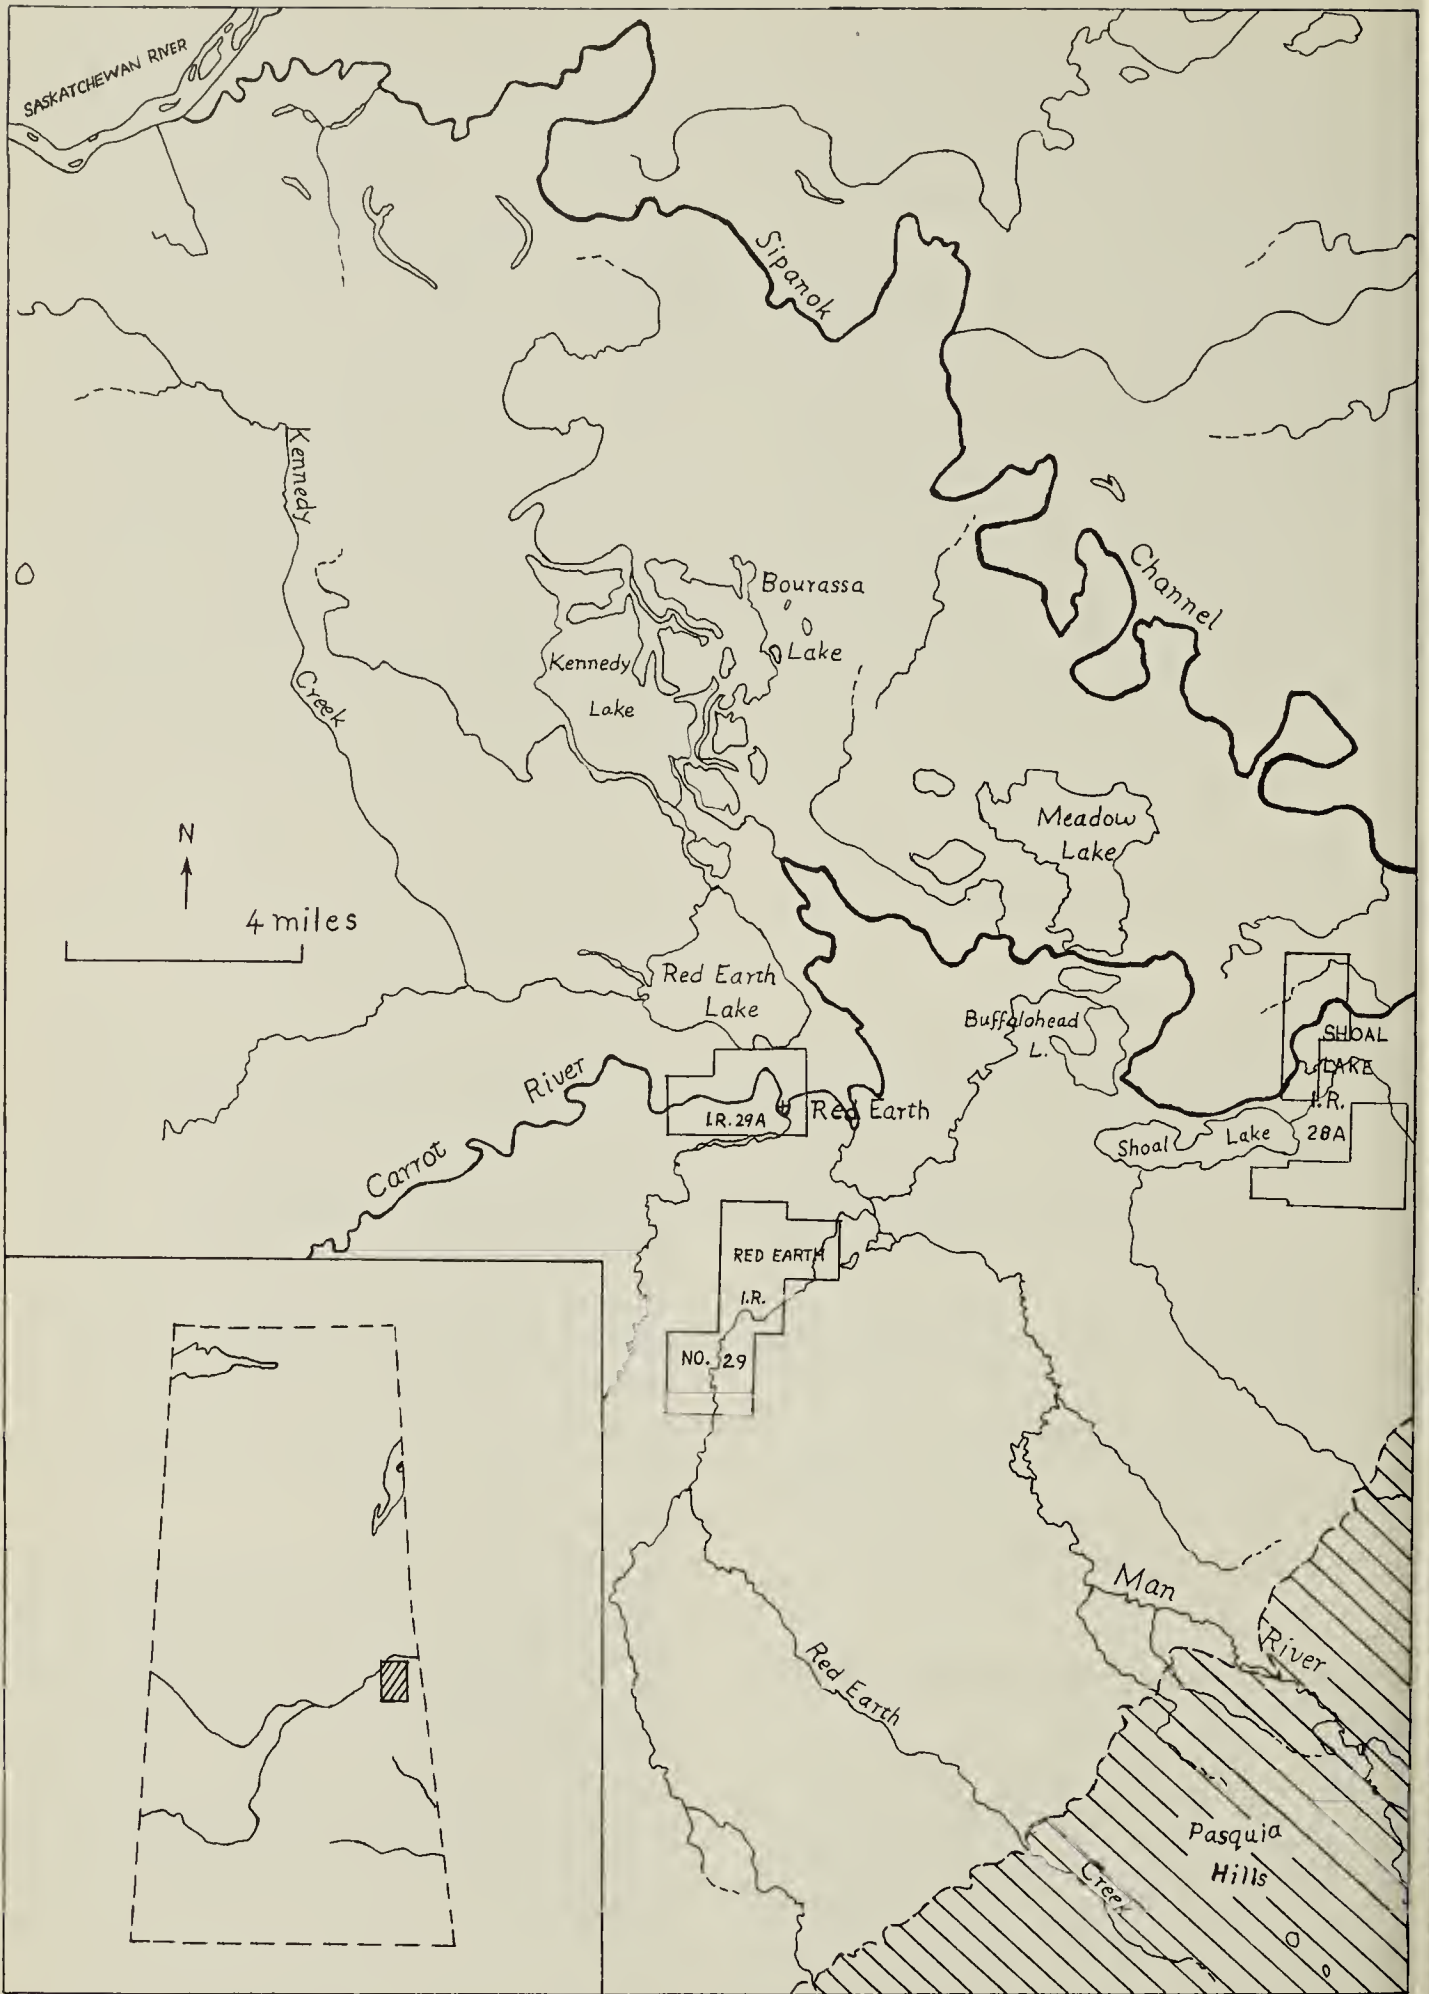 SASKATCHEWAN RIVER
Sipanok
Channel
Kennedy
Creek
Bourassa
Lake
Kennedy
Lake
Meadow
Lake
N
4 miles
Red Earth
Lake
Buffalohead
L.
SHOAL
LAKE
I.R.
28A
River
Carrot
I.R. 29A
Red Earth
Shoal Lake
RED EARTH
I.R.
NO. 29
Man
River
Red Earth
Creek
Pasquia
Hills